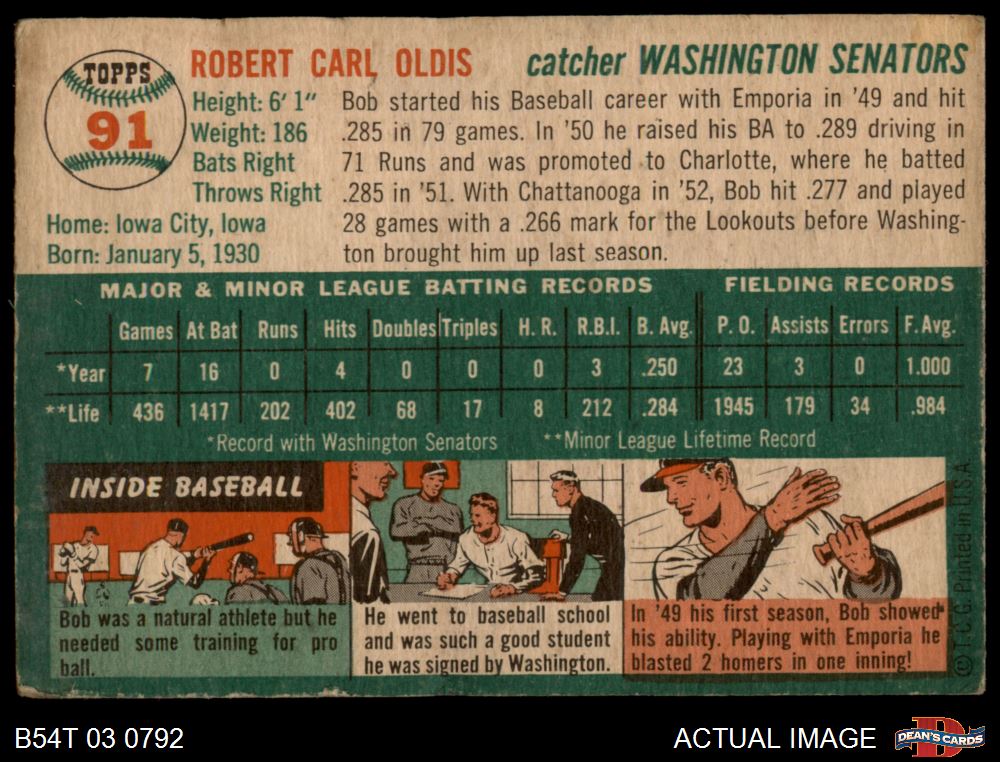 TOPPS
91
ROBERT CARL OLDIS
catcher WASHINGTON SENATORS
Height: 6' 1"
Weight: 186
Bats Right
Throws Right
Home: Iowa City, Iowa
Born: January 5, 1930
Bob started his Baseball career with Emporia in '49 and hit
.285 in 79 games. In '50 he raised his BA to .289 driving in
71 Runs and was promoted to Charlotte, where he batted
.285 in '51. With Chattanooga in '52, Bob hit .277 and played
28 games with a .266 mark for the Lookouts before Washing-
ton brought him up last season.
MAJOR & MINOR LEAGUE BATTING RECORDS FIELDING RECORDS
Games At Bat Runs Hits Doubles Triples H. R. R.B.I. B. Avg. P. O. Assists Errors F. Avg.
*Year 7 16 0 4 0 0 0 3 .250 23 3 0 1.000
**Life 436 1417 202 402 68 17 8 212 .284 1945 179 34 .984
*Record with Washington Senators **Minor League Lifetime Record
INSIDE BASEBALL
Bob was a natural athlete but he
needed some training for pro
ball.
He went to baseball school
and was such a good student
he was signed by Washington.
In '49 his first season, Bob showed
his ability. Playing with Emporia he
blasted 2 homers in one inning!
© T.C.G. Printed in U.S.A.
B54T 03 0792
ACTUAL IMAGE
DEAN'S CARDS